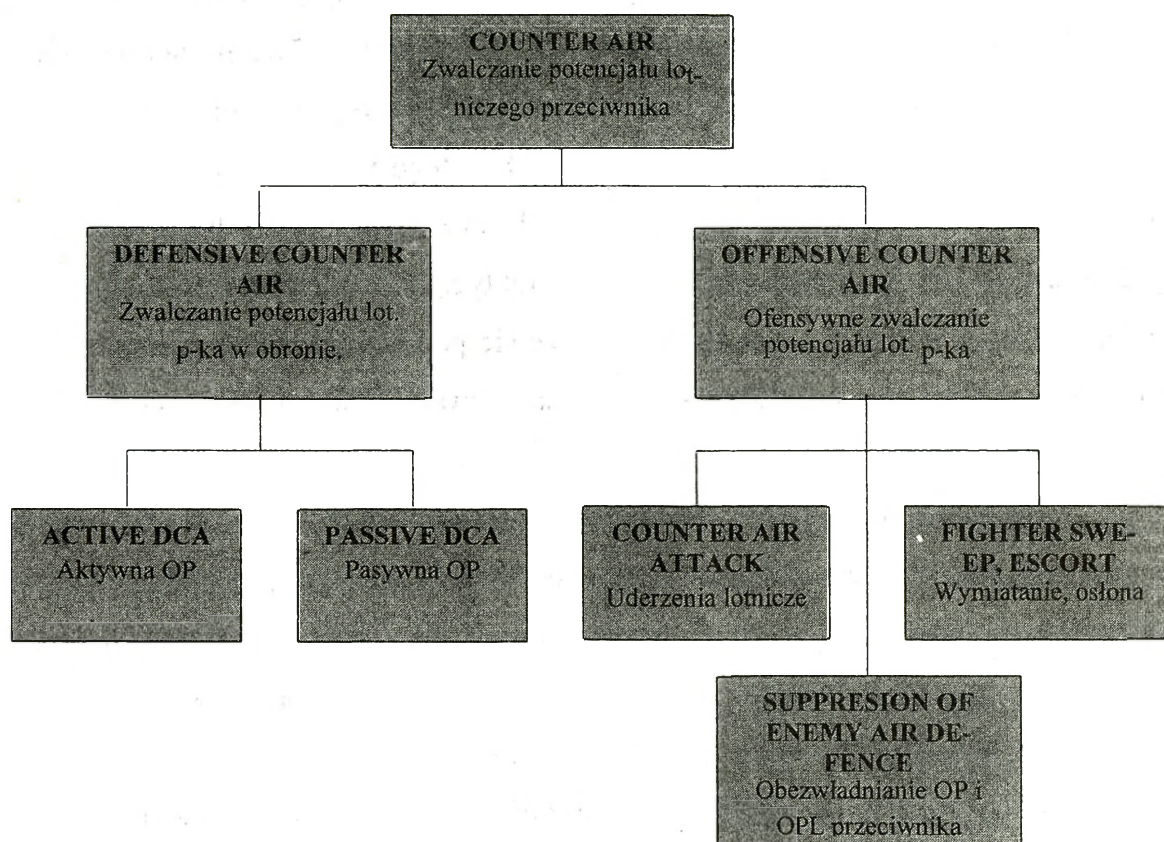 COUNTER AIR
Zwalczanie potencjału lot-
niczego przeciwnika
DEFENSIVE COUNTER
AIR
Zwalczanie potencjału lot.
p-ka w obronie.
OFFENSIVE COUNTER
AIR
Ofensywne zwalczanie
potencjału lot. p-ka
ACTIVE DCA
Aktywna OP
PASSIVE DCA
Pasywna OP
COUNTER AIR
ATTACK
Uderzenia lotnicze
FIGHTER SWE-
EP, ESCORT
Wymiatanie, osłona
SUPPRESION OF
ENEMY AIR DE-
FENCE
Obezwładnianie OP i
OPL przeciwnika